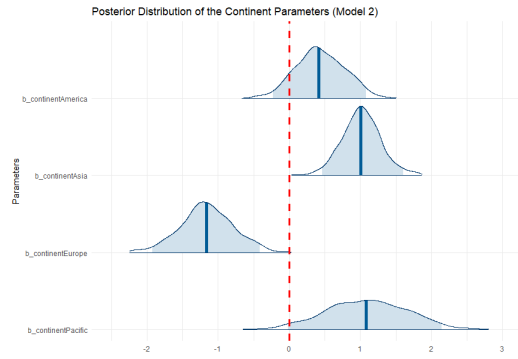 Posterior Distribution of the Continent Parameters (Model 2)
b_continentAmerica
b_continentAsia
b_continentEurope
b_continentPacific
Parameters
-2 -1 0 1 2 3